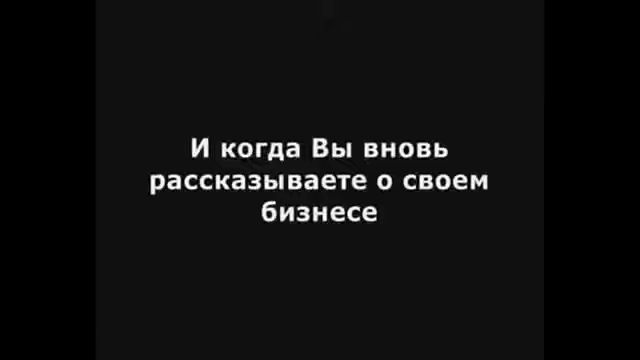 И когда Вы вновь
рассказываете о своем
бизнесе